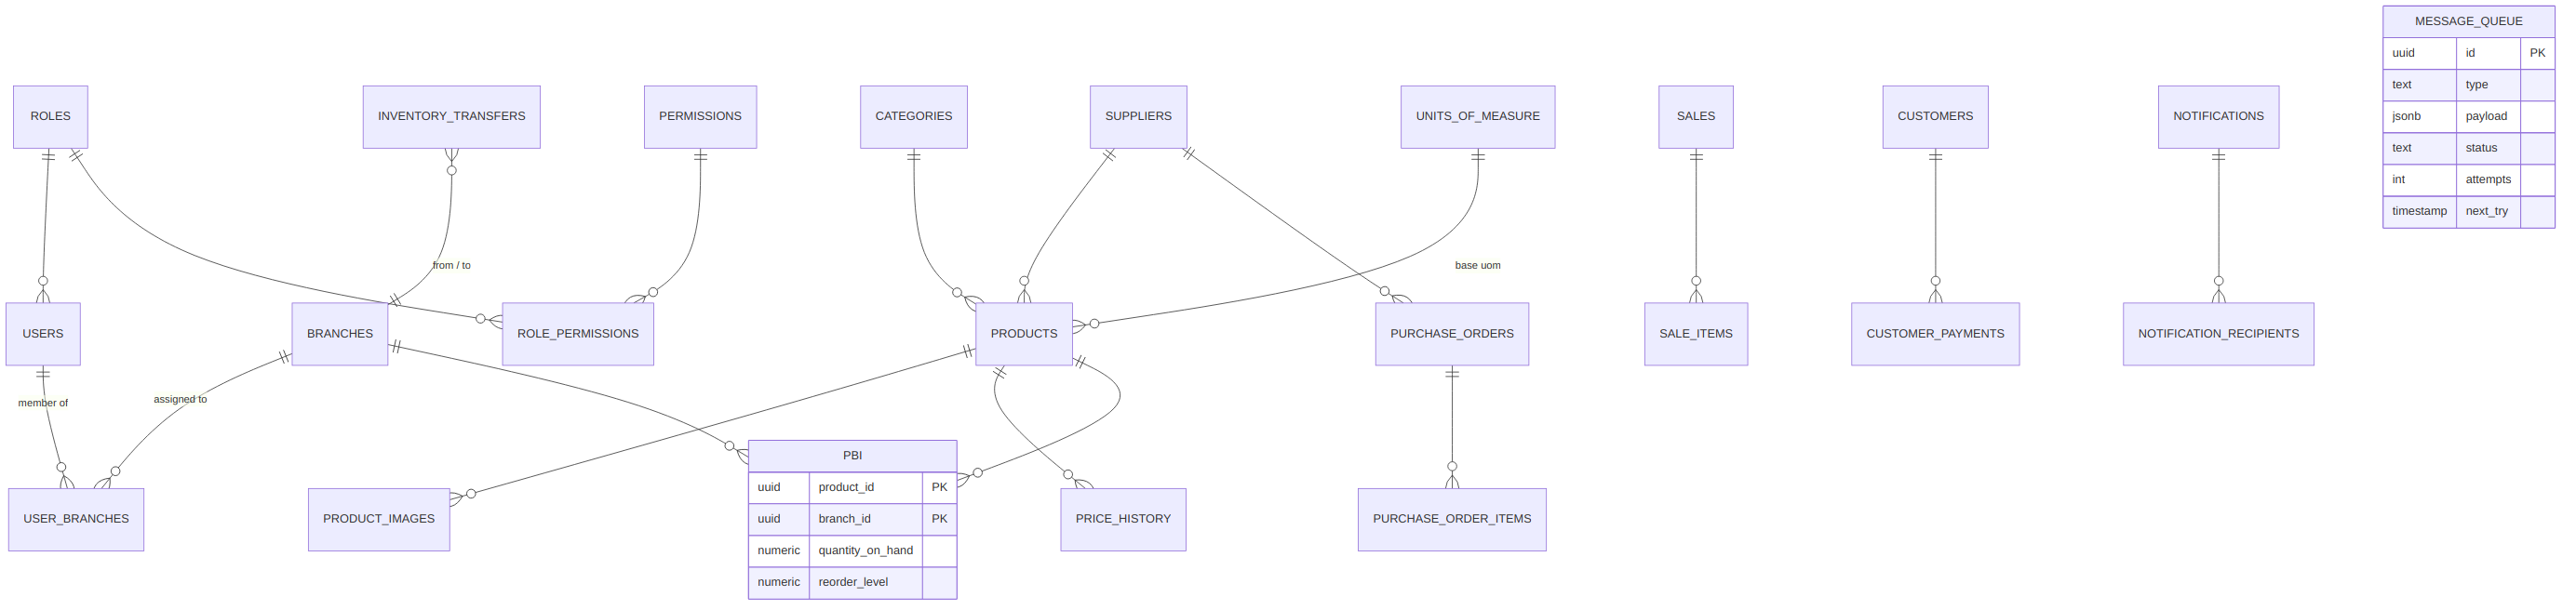 MESSAGE_QUEUE
uuid id PK
text type
jsonb payload
text status
int attempts
timestamp next_try
ROLES
INVENTORY_TRANSFERS
PERMISSIONS
CATEGORIES
SUPPLIERS
UNITS_OF_MEASURE
SALES
CUSTOMERS
NOTIFICATIONS
from / to
base uom
USERS
BRANCHES
ROLE_PERMISSIONS
PRODUCTS
PURCHASE_ORDERS
SALE_ITEMS
CUSTOMER_PAYMENTS
NOTIFICATION_RECIPIENTS
member of
assigned to
USER_BRANCHES
PRODUCT_IMAGES
PBI
uuid product_id PK
uuid branch_id PK
numeric quantity_on_hand
numeric reorder_level
PRICE_HISTORY
PURCHASE_ORDER_ITEMS